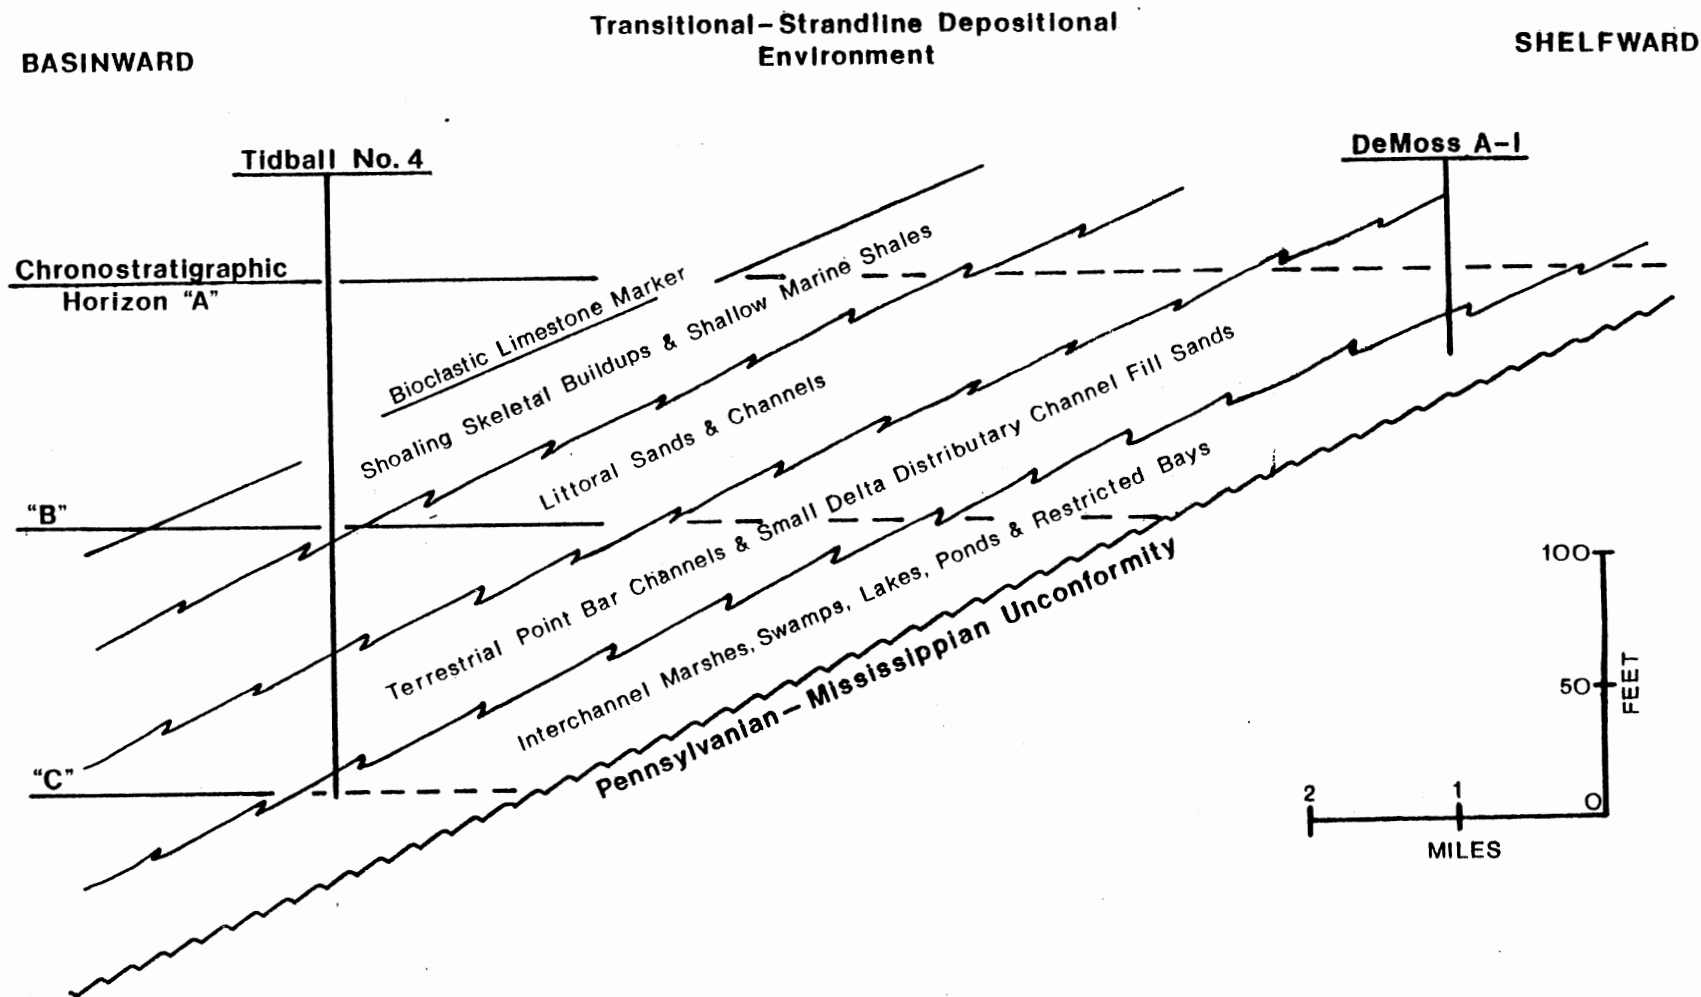 Transitional–Strandline Depositional
Environment
BASINWARD
SHELFWARD
Tidball No. 4
DeMoss A-I
Chronostratigraphic
Horizon "A"
Bioclastic Limestone Marker
Shoaling Skeletal Buildups & Shallow Marine Shales
Littoral Sands & Channels
"B"
Terrestrial Point Bar Channels & Small Delta Distributary Channel Fill Sands
Interchannel Marshes, Swamps, Lakes, Ponds & Restricted Bays
Pennsylvanian–Mississippian Unconformity
"C"
100
50
FEET
0
2
1
MILES